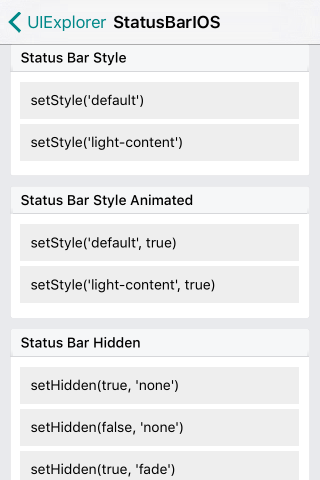 UIExplorer StatusBarIOS
Status Bar Style
setStyle('default')
setStyle('light-content')
Status Bar Style Animated
setStyle('default', true)
setStyle('light-content', true)
Status Bar Hidden
setHidden(true, 'none')
setHidden(false, 'none')
setHidden(true, 'fade')